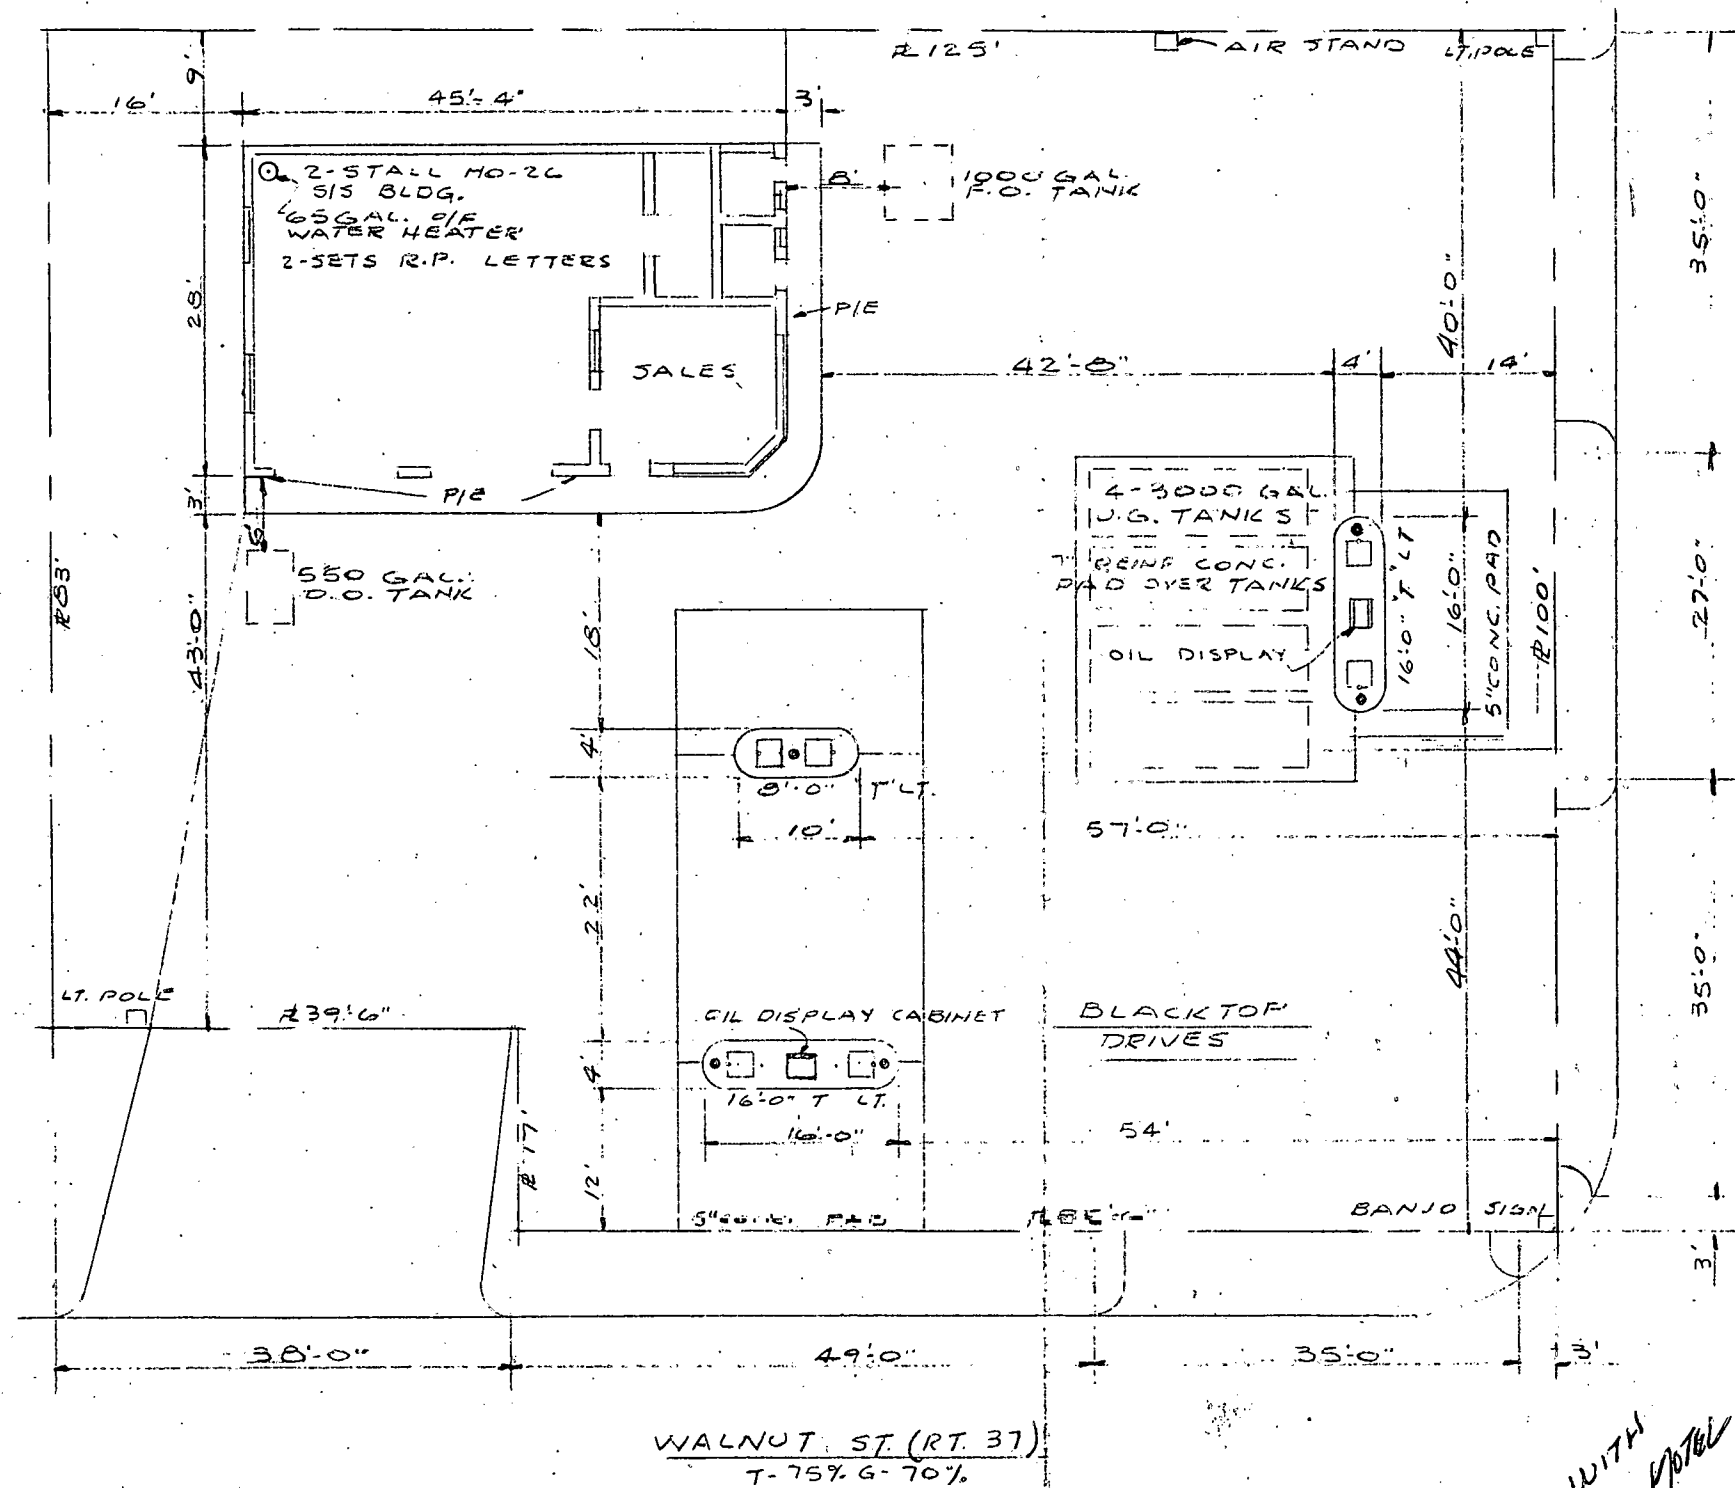 ℄ 125'
AIR STAND
LT. POLE
9'
16'
45'-4"
3'
2-STALL HO-26
S/S BLDG.
65 GAL. O/F
WATER HEATER
2-SETS R.P. LETTERS
8'
1000 GAL.
F.O. TANK
28'
P/E
SALES
42'-8"
4'
14'
40'-0"
35'-0"
P/E
3'
5'
550 GAL.
D.O. TANK
43'-0"
℄ 83'
4-3000 GAL.
U.G. TANKS
7" REINF CONC.
PAD OVER TANKS
OIL DISPLAY
16'-0" "T" LT
16'-0"
5" CONC. PAD
℄ 100'
27'-0"
18'
4'
8'-0" "T" LT.
10'
57'-0"
22'
44'-0"
35'-0"
LT. POLE
℄ 39'-6"
OIL DISPLAY CABINET
BLACKTOP
DRIVES
4'
16'-0" T LT.
16'-0"
54'
℄ 17'
12'
5" CONC. PAD
BANJO SIGN
3'
38'-0"
49'-0"
35'-0"
3'
WALNUT ST. (RT. 37)
T-75% G-70%
WITH
MOTEL